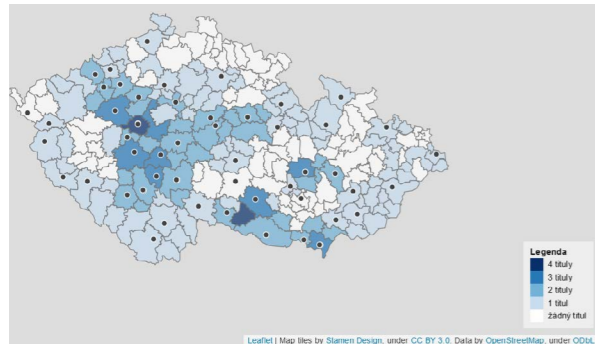 Legenda
4 tituly
3 tituly
2 tituly
1 titul
žádný titul
Leaflet | Map tiles by Stamen Design, under CC BY 3.0. Data by OpenStreetMap, under ODbL